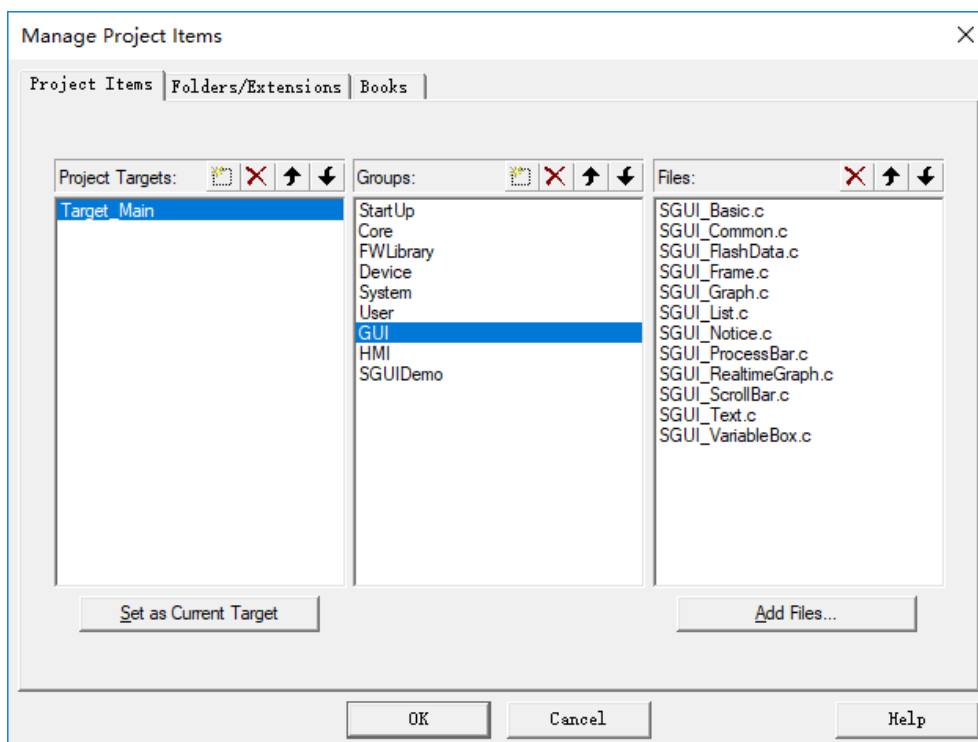 Manage Project Items
Project Items Folders/Extensions Books
Project Targets:
Target_Main
Set as Current Target
Groups:
StartUp
Core
FWLibrary
Device
System
User
GUI
HMI
SGUIDemo
Files:
SGUI_Basic.c
SGUI_Common.c
SGUI_FlashData.c
SGUI_Frame.c
SGUI_Graph.c
SGUI_List.c
SGUI_Notice.c
SGUI_ProcessBar.c
SGUI_RealtimeGraph.c
SGUI_ScrollBar.c
SGUI_Text.c
SGUI_VariableBox.c
Add Files...
OK Cancel Help